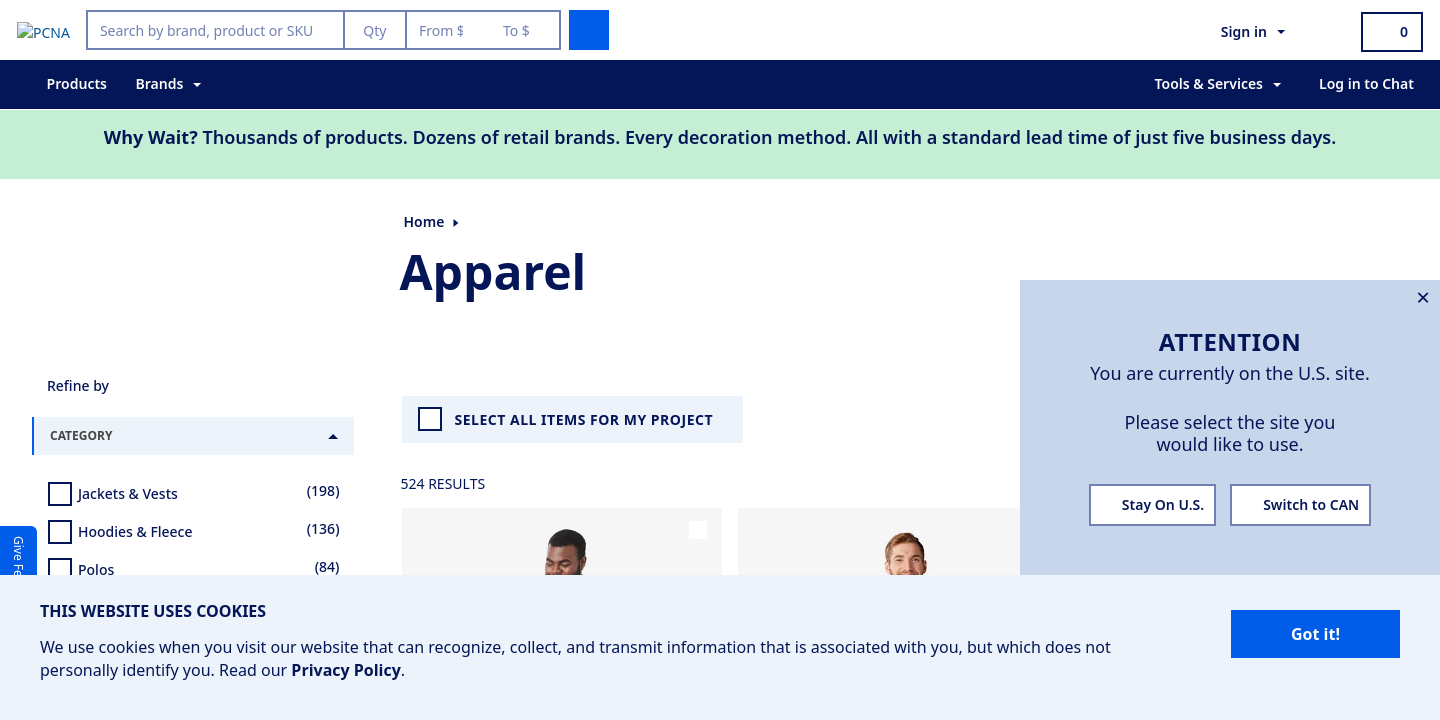 PCNA
Search by brand, product or SKU
Qty
From $
To $
Sign in
0
Products
Brands
Tools & Services
Log in to Chat
Why Wait? Thousands of products. Dozens of retail brands. Every decoration method. All with a standard lead time of just five business days.
Home
Apparel
✕
ATTENTION
You are currently on the U.S. site.
Please select the site you
would like to use.
Stay On U.S.
Switch to CAN
Refine by
CATEGORY
Jackets & Vests (198)
Hoodies & Fleece (136)
Polos (84)
SELECT ALL ITEMS FOR MY PROJECT
524 RESULTS
Give
THIS WEBSITE USES COOKIES
We use cookies when you visit our website that can recognize, collect, and transmit information that is associated with you, but which does not
personally identify you. Read our Privacy Policy.
Got it!